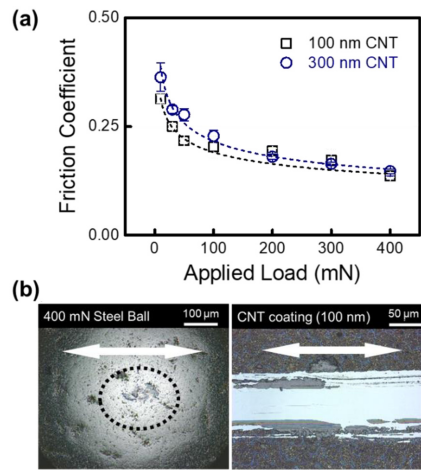 (a)
0.50
0.25
0.00
Friction Coefficient
100 nm CNT
300 nm CNT
0 100 200 300 400
Applied Load (mN)
(b)
400 mN Steel Ball 100 µm
CNT coating (100 nm) 50 µm